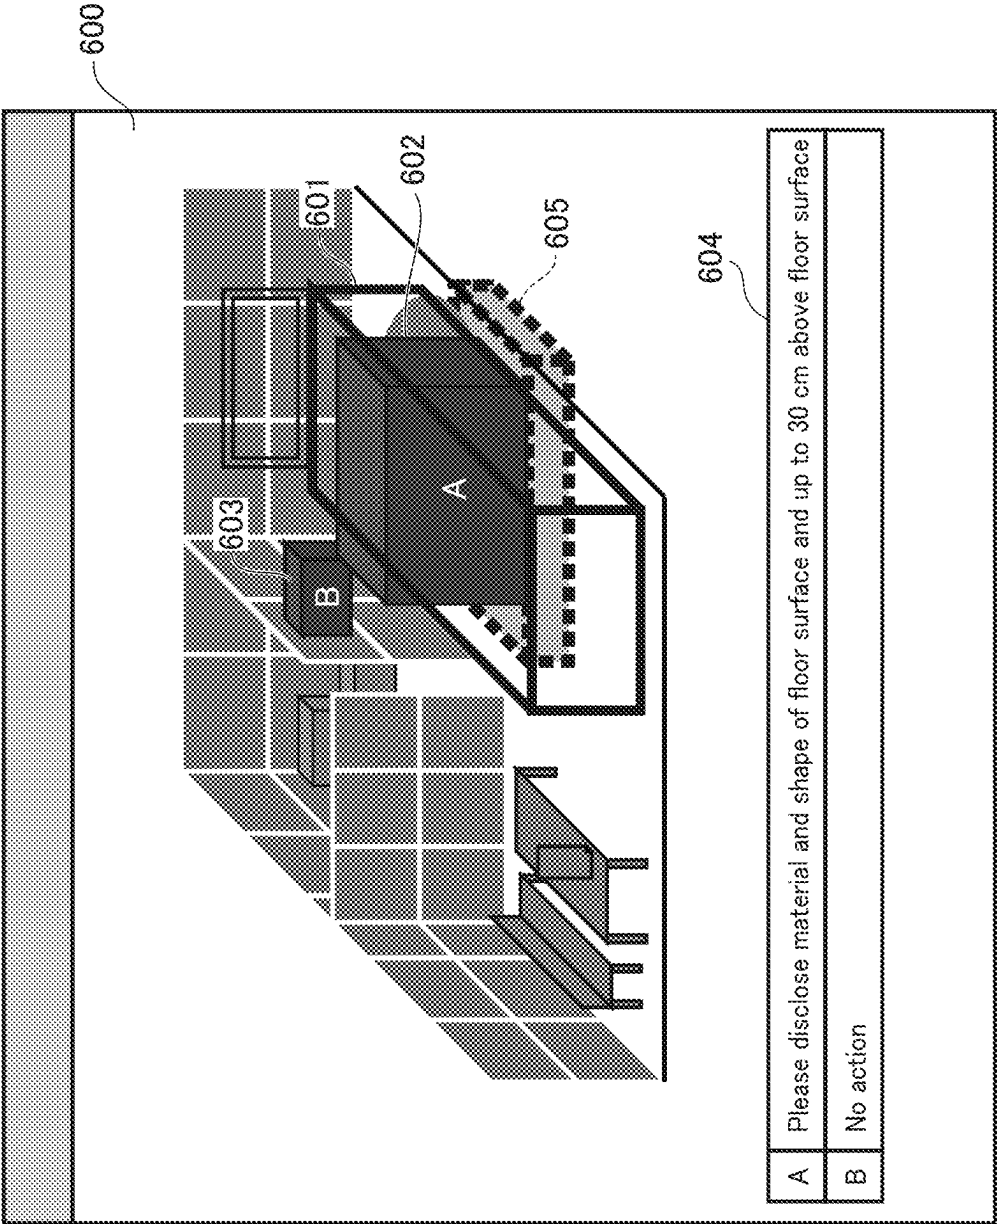 600
601
602
603
B
A
605
604
A Please disclose material and shape of floor surface and up to 30 cm above floor surface
B No action